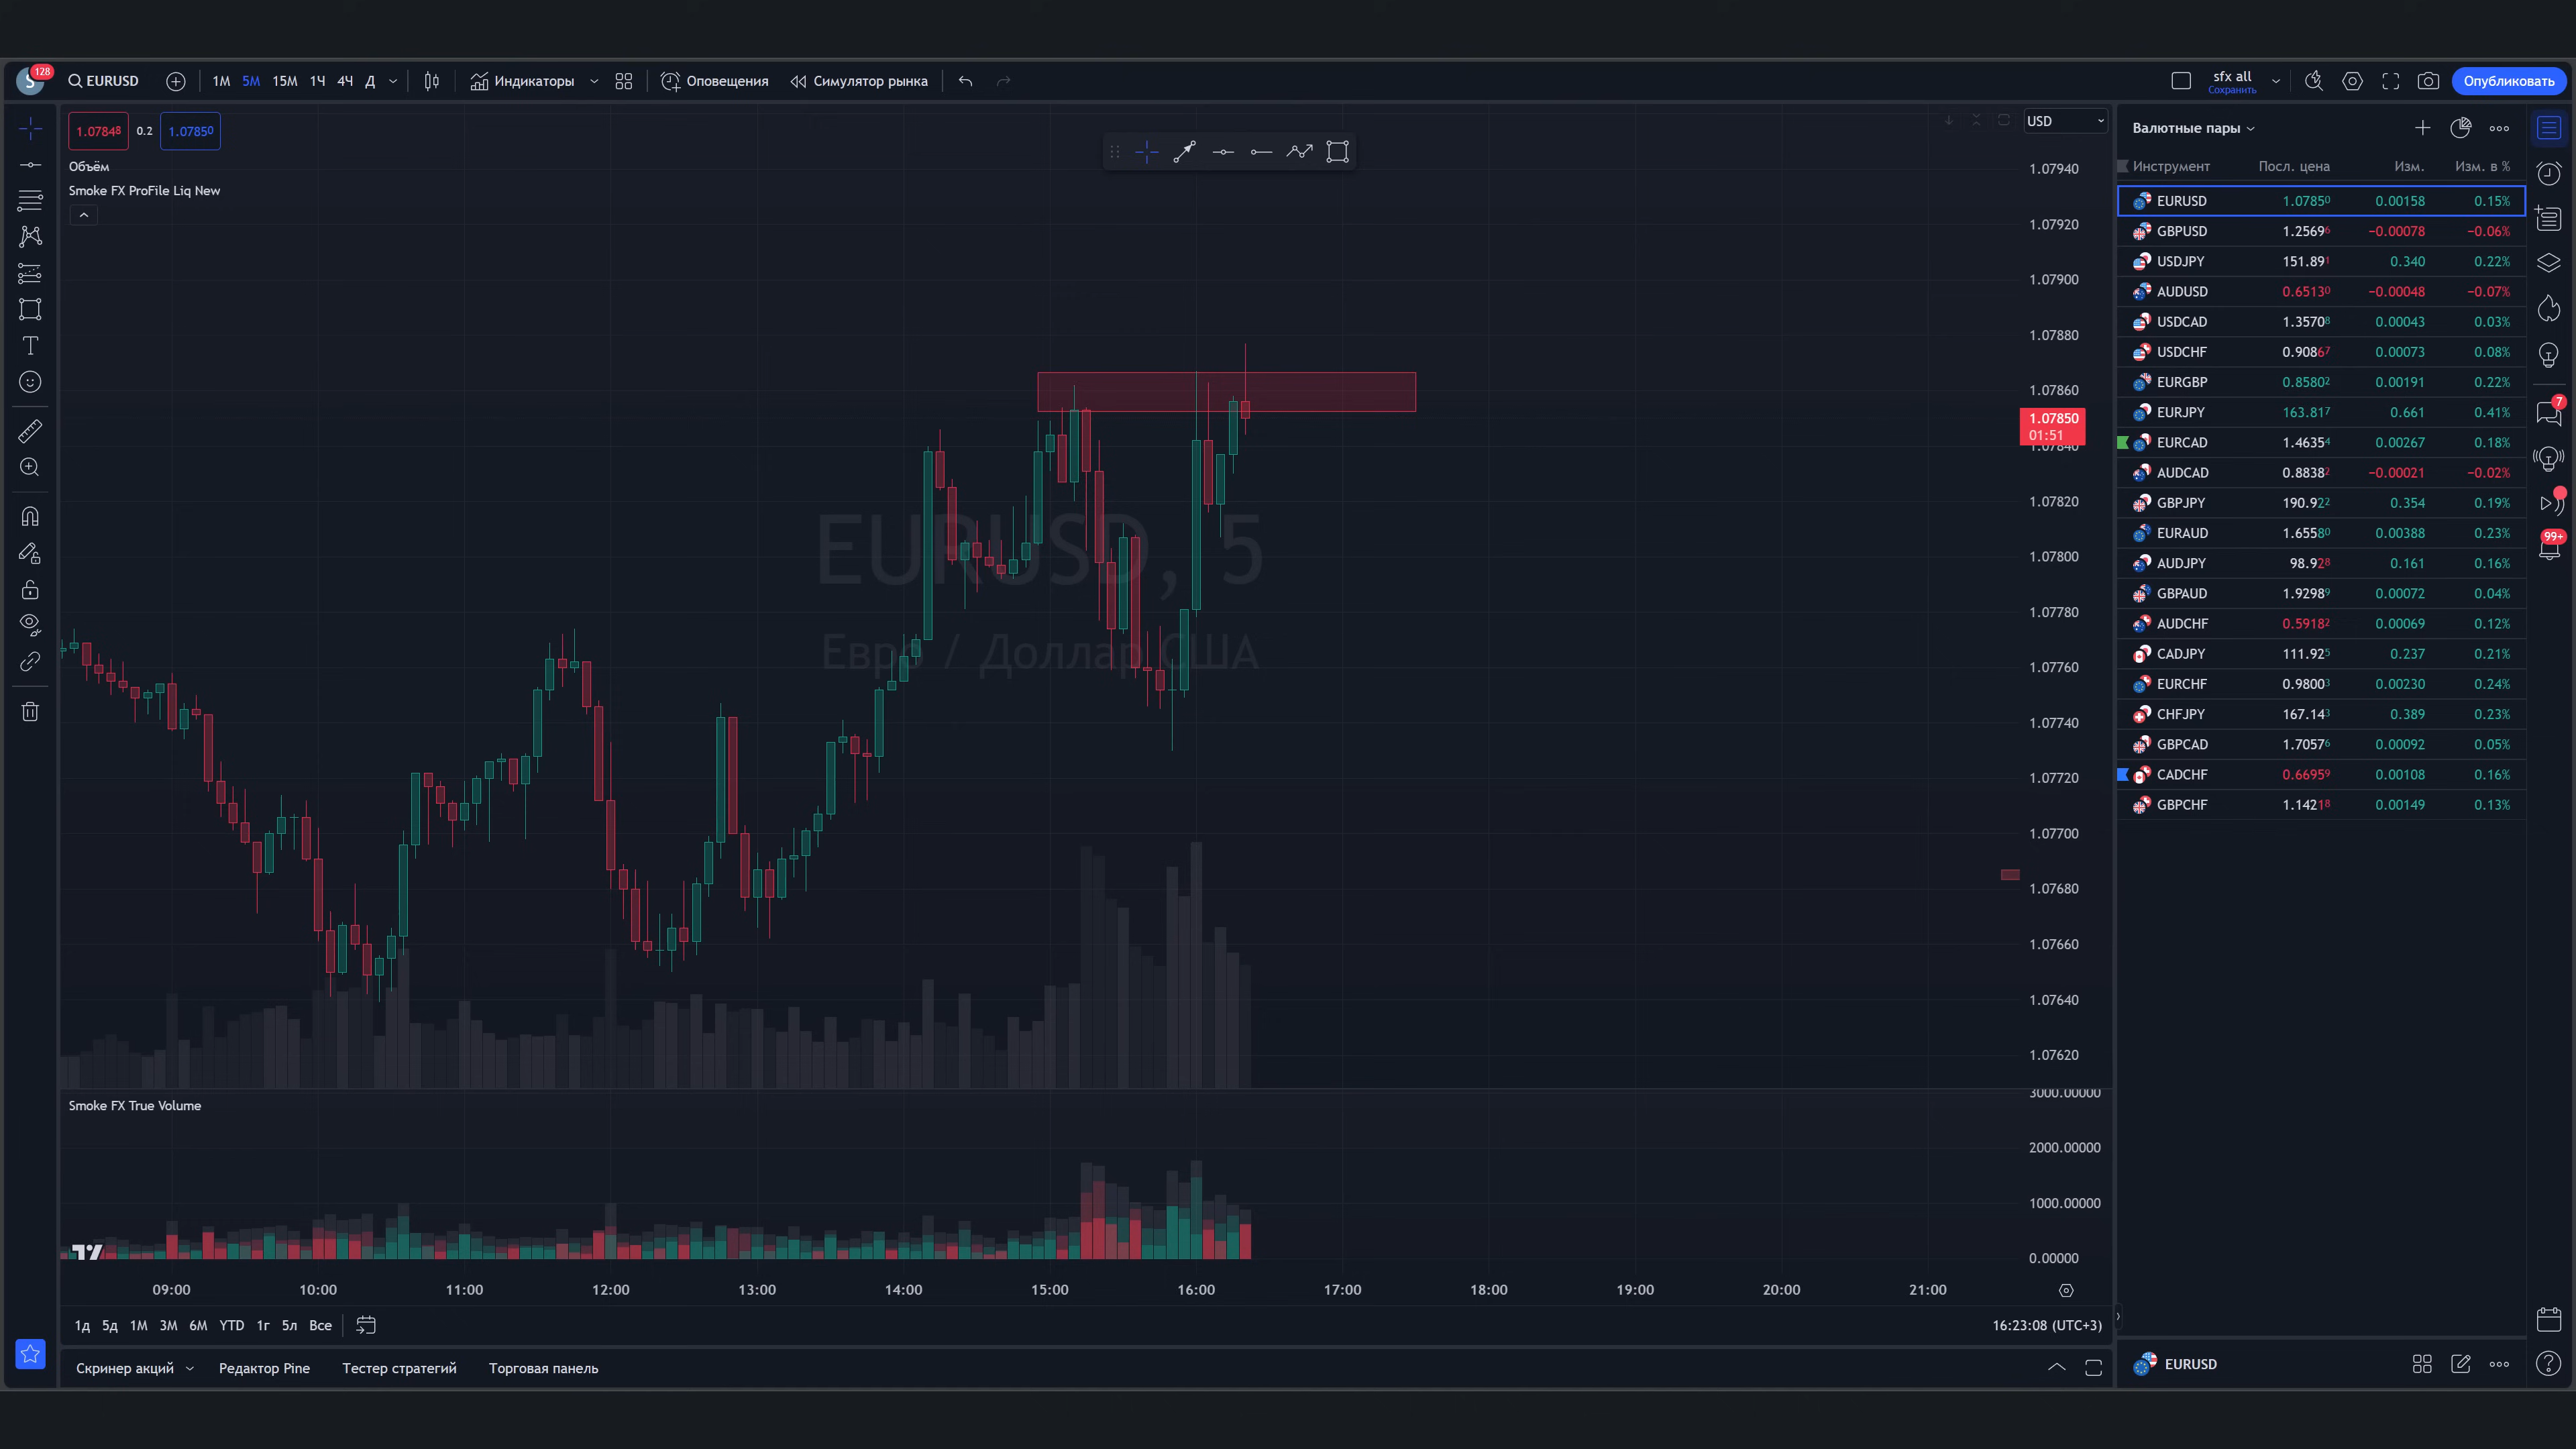 S 128 EURUSD 1М 5М 15М 1Ч 4Ч Д Индикаторы Оповещения Симулятор рынка sfx all Опубликовать
Сохранить
1.07848 0.2 1.07850
Объём
Smoke FX ProFile Liq New
USD
1.07940
1.07920
1.07900
1.07880
1.07860
1.07850
01:51
1.07840
1.07820
1.07800
1.07780
1.07760
1.07740
1.07720
1.07700
1.07680
1.07660
1.07640
1.07620
EURUSD, 5
Евро / Доллар США
Smoke FX True Volume
3000.00000
2000.00000
1000.00000
0.00000
09:00 10:00 11:00 12:00 13:00 14:00 15:00 16:00 17:00 18:00 19:00 20:00 21:00
1д 5д 1М 3М 6М YTD 1г 5л Все 16:23:08 (UTC+3)
Скринер акций Редактор Pine Тестер стратегий Торговая панель
Валютные пары
Инструмент Посл. цена Изм. Изм. в %
EURUSD 1.07850 0.00158 0.15%
GBPUSD 1.25696 −0.00078 −0.06%
USDJPY 151.891 0.340 0.22%
AUDUSD 0.65130 −0.00048 −0.07%
USDCAD 1.35708 0.00043 0.03%
USDCHF 0.90867 0.00073 0.08%
EURGBP 0.85802 0.00191 0.22%
EURJPY 163.817 0.661 0.41%
EURCAD 1.46354 0.00267 0.18%
AUDCAD 0.88382 −0.00021 −0.02%
GBPJPY 190.922 0.354 0.19%
EURAUD 1.65580 0.00388 0.23%
AUDJPY 98.928 0.161 0.16%
GBPAUD 1.92989 0.00072 0.04%
AUDCHF 0.59182 0.00069 0.12%
CADJPY 111.925 0.237 0.21%
EURCHF 0.98003 0.00230 0.24%
CHFJPY 167.143 0.389 0.23%
GBPCAD 1.70576 0.00092 0.05%
CADCHF 0.66959 0.00108 0.16%
GBPCHF 1.14218 0.00149 0.13%
EURUSD
7
99+